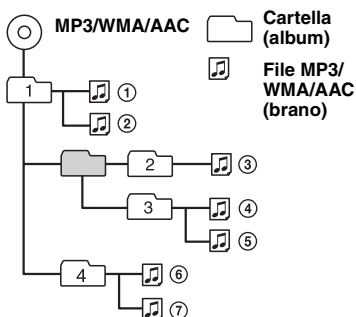 MP3/WMA/AAC
Cartella
(album)
File MP3/
WMA/AAC
(brano)
1
①
②
2
③
3
④
⑤
4
⑥
⑦